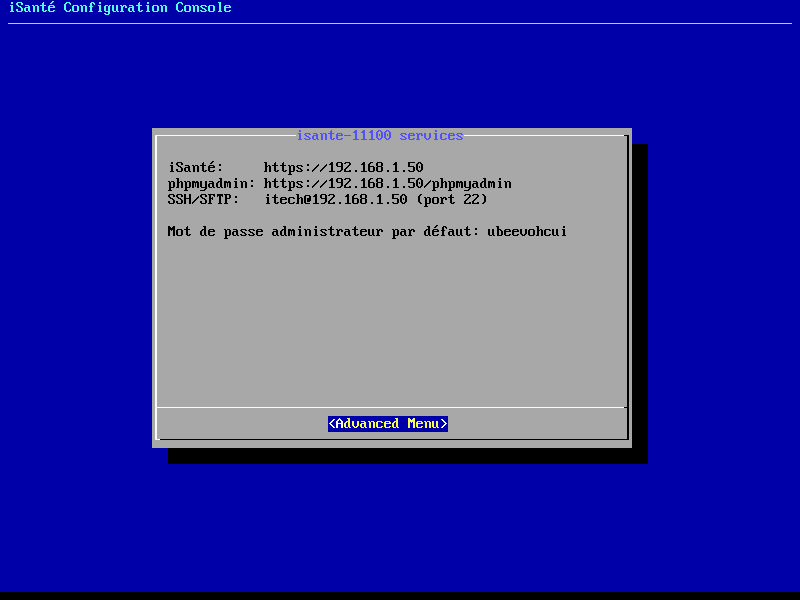 iSanté Configuration Console
isante-11100 services
iSanté: https://192.168.1.50
phpmyadmin: https://192.168.1.50/phpmyadmin
SSH/SFTP: itech@192.168.1.50 (port 22)
Mot de passe administrateur par défaut: ubeevohcui
<Advanced Menu>